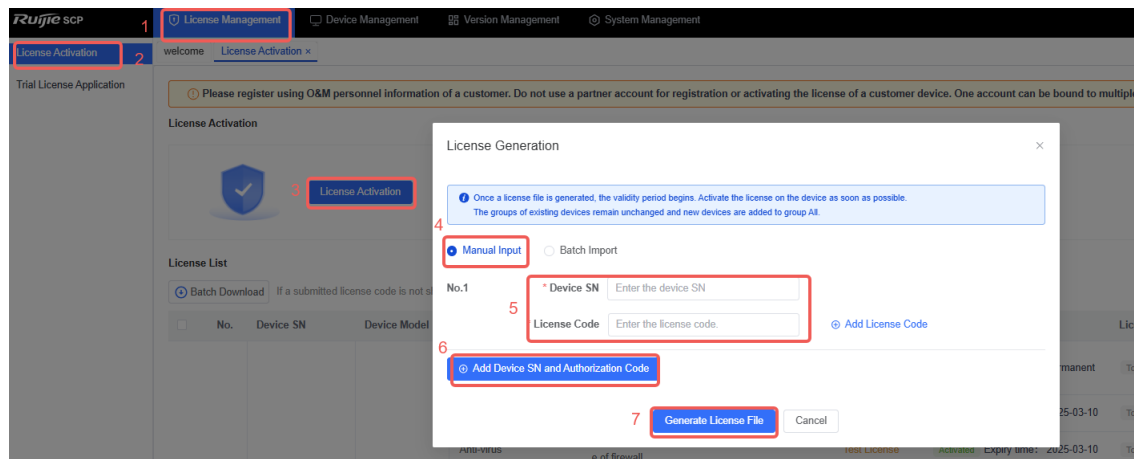 Ruijie SCP
1
License Management
Device Management
Version Management
System Management
License Activation
2
welcome
License Activation ×
Trial License Application
Please register using O&M personnel information of a customer. Do not use a partner account for registration or activating the license of a customer device. One account can be bound to multiple
License Activation
3
License Activation
License Generation
Once a license file is generated, the validity period begins. Activate the license on the device as soon as possible.
The groups of existing devices remain unchanged and new devices are added to group All.
4
Manual Input
Batch Import
License List
Batch Download
If a submitted license code is not
No.1
5
* Device SN
Enter the device SN
* License Code
Enter the license code.
Add License Code
No.
Device SN
Device Model
Lic
6
Add Device SN and Authorization Code
manent
7
Generate License File
Cancel
25-03-10
Anti-virus
e of firewall
Test License
Activated
Expiry time: 2025-03-10